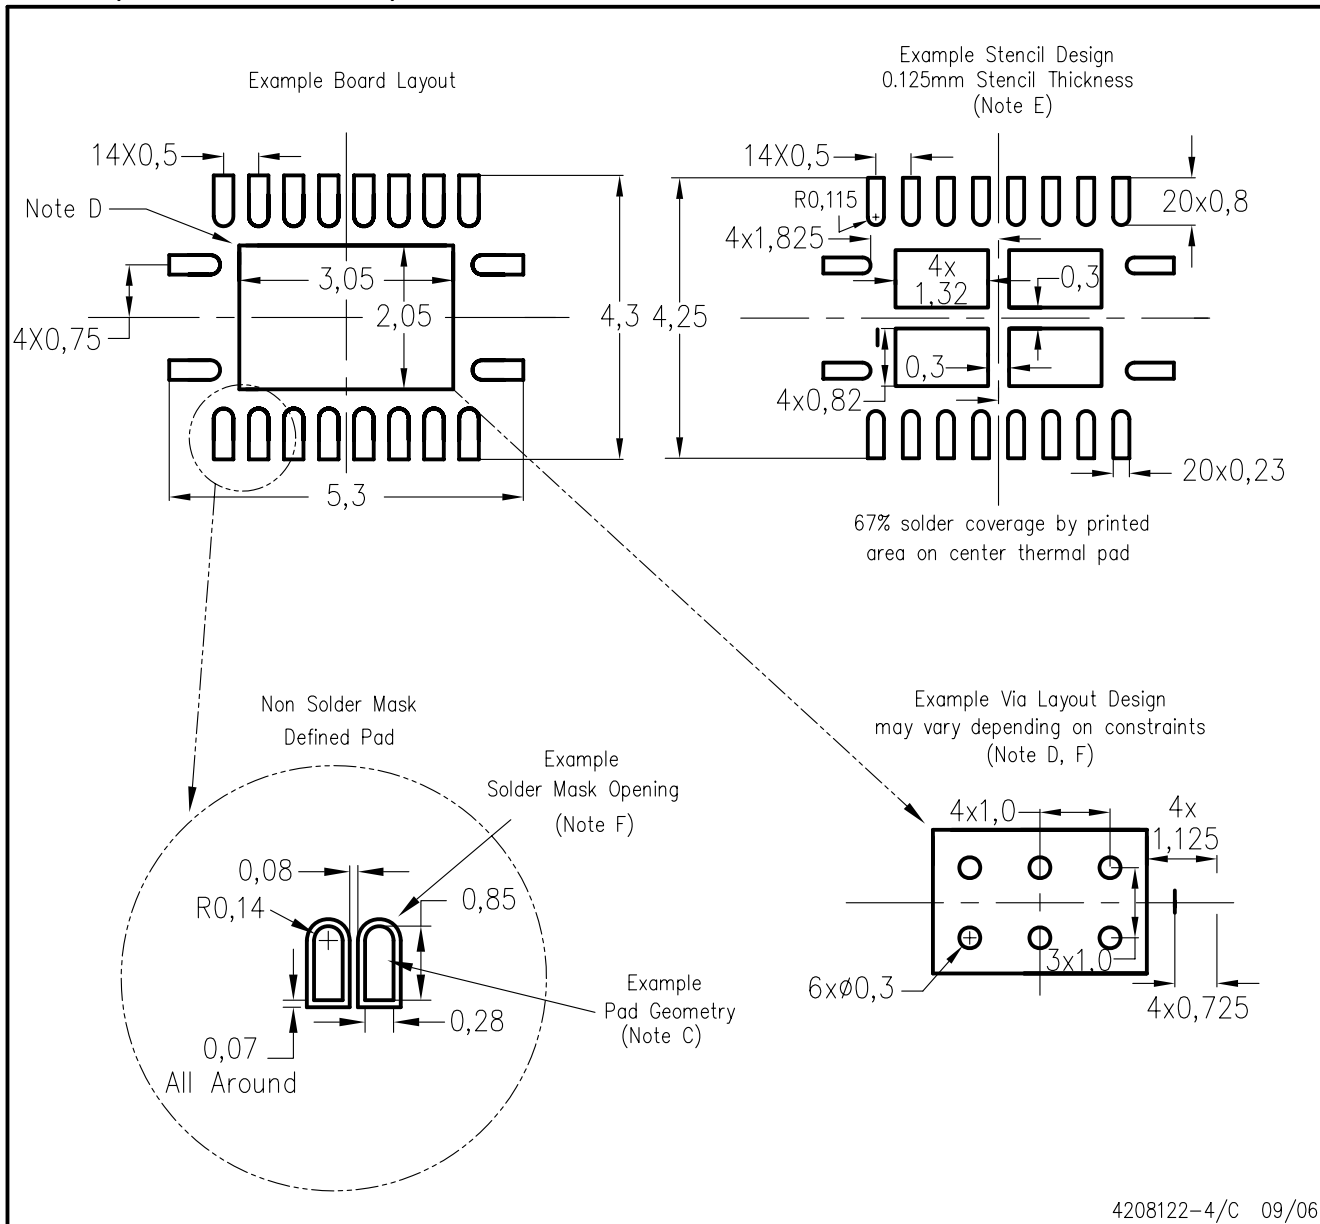 Example Board Layout
14X0,5
Note D
3,05
2,05
4,3
4X0,75
5,3
Example Stencil Design
0.125mm Stencil Thickness
(Note E)
14X0,5
R0,115
20x0,8
4x1,825
4x
1,32
0,3
4,25
0,3
4x0,82
20x0,23
67% solder coverage by printed
area on center thermal pad
Non Solder Mask
Defined Pad
Example
Solder Mask Opening
(Note F)
0,08
R0,14
0,85
Example
Pad Geometry
(Note C)
0,28
0,07
All Around
Example Via Layout Design
may vary depending on constraints
(Note D, F)
4x1,0
4x
1,125
3x1,0
6xø0,3
4x0,725
4208122-4/C 09/06